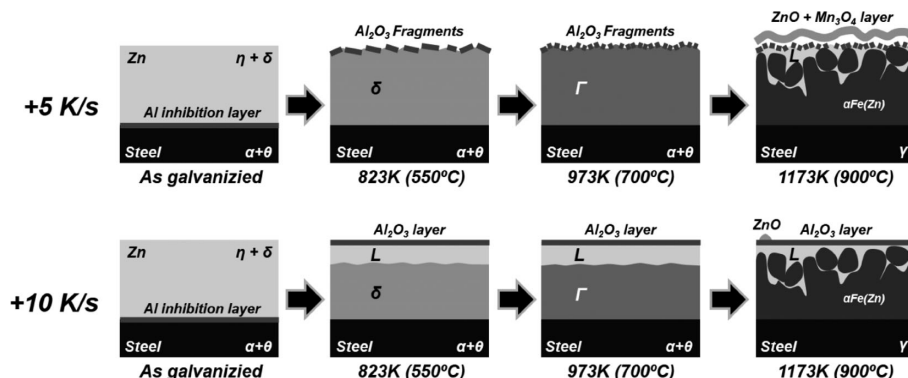 Al₂O₃ Fragments
Al₂O₃ Fragments
ZnO + Mn₃O₄ layer
+5 K/s
Zn
η + δ
Al inhibition layer
Steel
α+θ
As galvanizied
δ
Steel
α+θ
823K (550ºC)
Γ
Steel
α+θ
973K (700ºC)
L
αFe(Zn)
Steel
γ
1173K (900ºC)
Al₂O₃ layer
Al₂O₃ layer
ZnO
Al₂O₃ layer
+10 K/s
Zn
η + δ
Al inhibition layer
Steel
α+θ
As galvanizied
L
δ
Steel
α+θ
823K (550ºC)
L
Γ
Steel
α+θ
973K (700ºC)
L
αFe(Zn)
Steel
γ
1173K (900ºC)